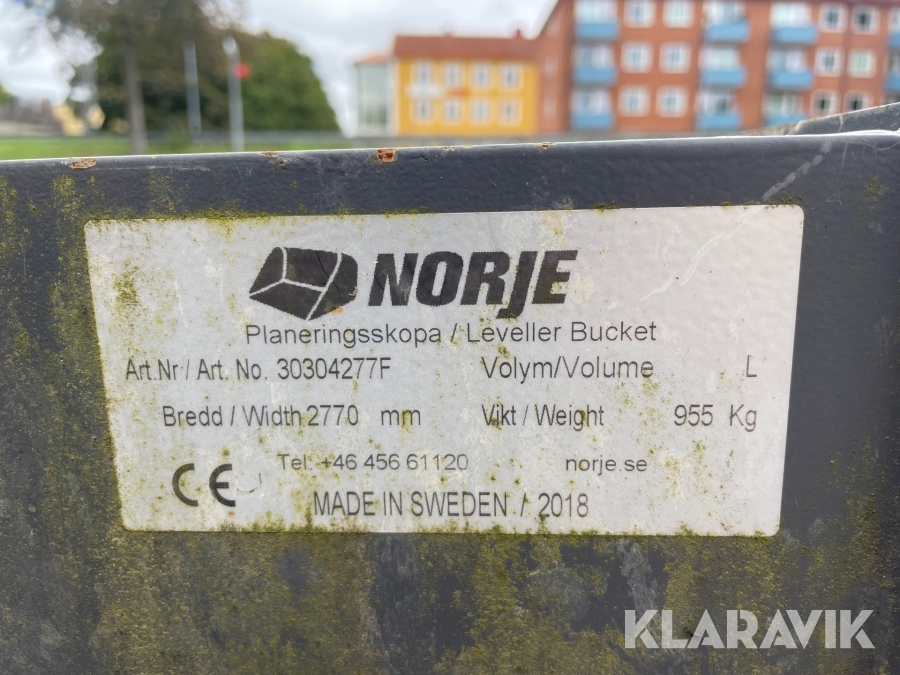 NORJE
Planeringsskopa / Leveller Bucket
Art.Nr / Art. No. 30304277F Volym/Volume L
Bredd / Width 2770 mm Vikt / Weight 955 Kg
Tel: +46 456 61120 norje.se
CE
MADE IN SWEDEN / 2018
KLARAVIK